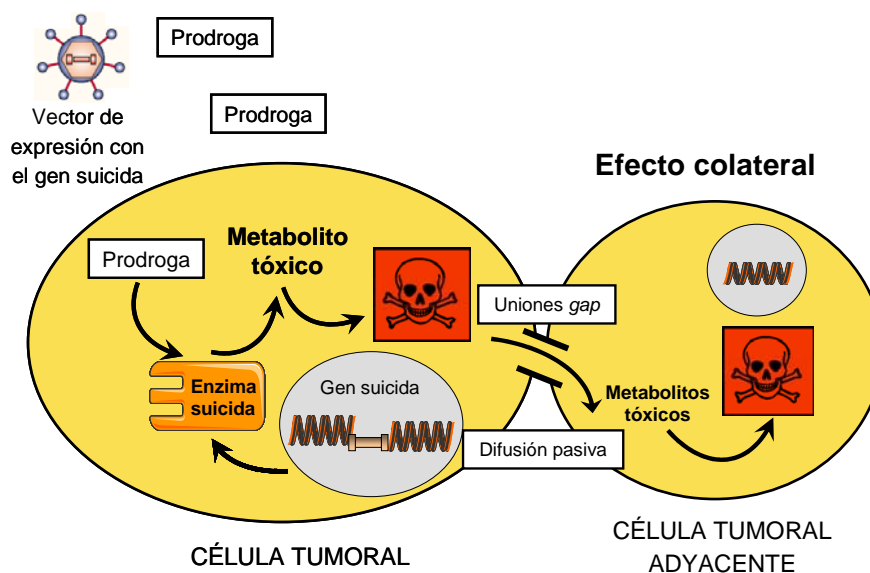 Prodroga
Prodroga
Vector de
expresión con
el gen suicida
Efecto colateral
Prodroga
Metabolito
tóxico
Uniones gap
Enzima
suicida
Gen suicida
Metabolitos
tóxicos
Difusión pasiva
CÉLULA TUMORAL
CÉLULA TUMORAL
ADYACENTE